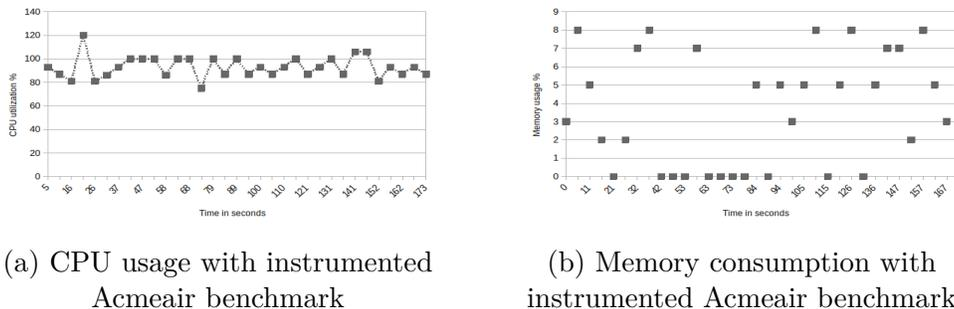 140
120
100
80
60
40
20
0
CPU utilization %
5 16 26 37 47 58 68 79 89 100 110 121 131 141 152 162 173
Time in seconds
(a) CPU usage with instrumented
Acmeair benchmark
9
8
7
6
5
4
3
2
1
0
Memory usage %
0 11 21 32 42 53 63 73 84 94 105 115 126 136 147 157 167
Time in seconds
(b) Memory consumption with
instrumented Acmeair benchmark